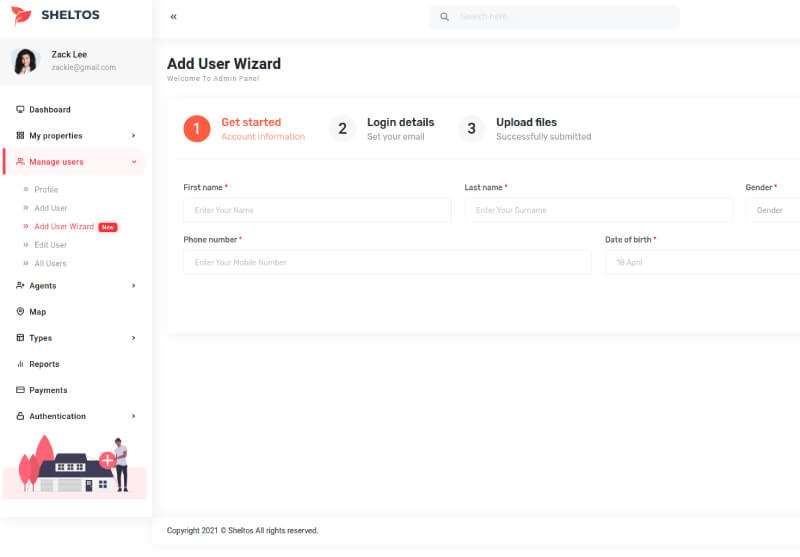 SHELTOS
«
Search here...
Zack Lee
zackle@gmail.com
Dashboard
My properties
Manage users
Profile
Add User
Add User Wizard New
Edit User
All Users
Agents
Map
Types
Reports
Payments
Authentication
Add User Wizard
Welcome To Admin Panel
1 Get started
Account information
2 Login details
Set your email
3 Upload files
Successfully submitted
First name *
Enter Your Name
Last name *
Enter Your Surname
Gender *
Gender
Phone number *
Enter Your Mobile Number
Date of birth *
18 April
Copyright 2021 © Sheltos All rights reserved.